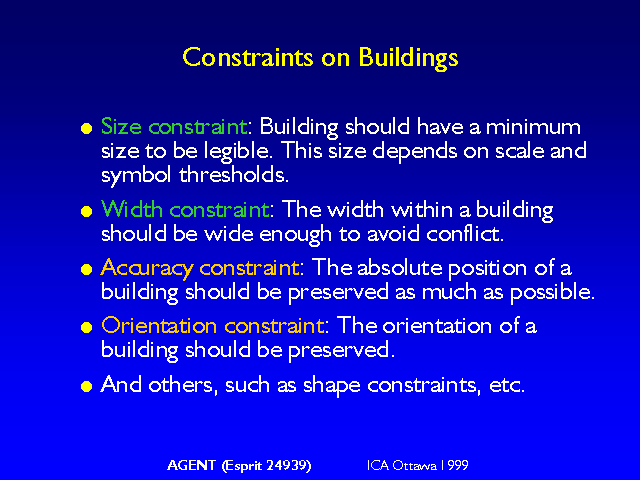 Constraints on Buildings
● Size constraint: Building should have a minimum
size to be legible. This size depends on scale and
symbol thresholds.
● Width constraint: The width within a building
should be wide enough to avoid conflict.
● Accuracy constraint: The absolute position of a
building should be preserved as much as possible.
● Orientation constraint: The orientation of a
building should be preserved.
● And others, such as shape constraints, etc.
AGENT (Esprit 24939) ICA Ottawa 1999